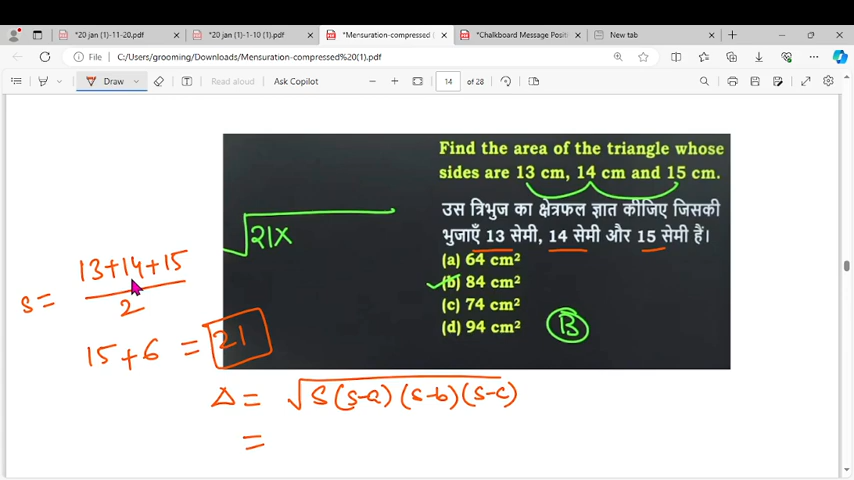 *20 jan (1)-11-20.pdf
*20 jan (1)-1-10 (1).pdf
*Mensuration-compressed
*Chalkboard Message Positi
New tab
File
C:/Users/grooming/Downloads/Mensuration-compressed%20(1).pdf
Draw
Read aloud
Ask Copilot
14 of 28
Find the area of the triangle whose
sides are 13 cm, 14 cm and 15 cm.
उस त्रिभुज का क्षेत्रफल ज्ञात कीजिए जिसकी
भुजाएँ 13 सेमी, 14 सेमी और 15 सेमी हैं।
(a) 64 cm²
(b) 84 cm²
(c) 74 cm²
(d) 94 cm²
B
√21x
s = 13+14+15
2
15+6 = 21
Δ = √s(s-a)(s-b)(s-c)
=